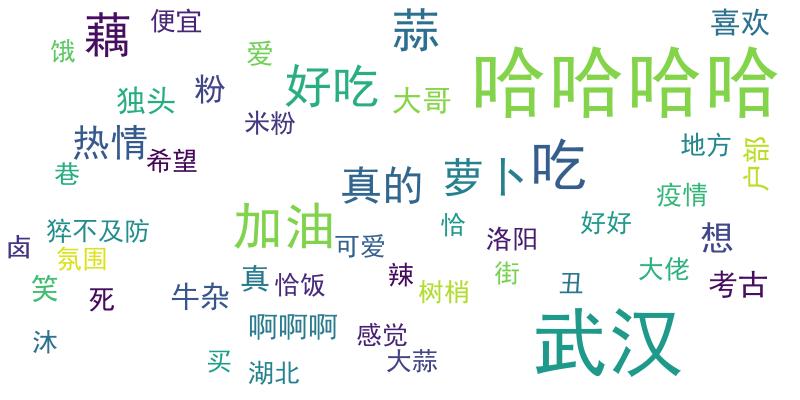 藕 便宜 蒜 喜欢
饿 爱
好吃 哈哈哈哈
独头 粉 大哥
米粉
热情 希望 吃 地方 户部
巷 真的 萝卜 疫情
猝不及防 加油 可爱 恰 洛阳 好好 想
卤 氛围
笑 死 牛杂 真 恰饭 辣 树梢 街 丑 大佬 考古
沐 啊啊啊 感觉 武汉
买 湖北 大蒜